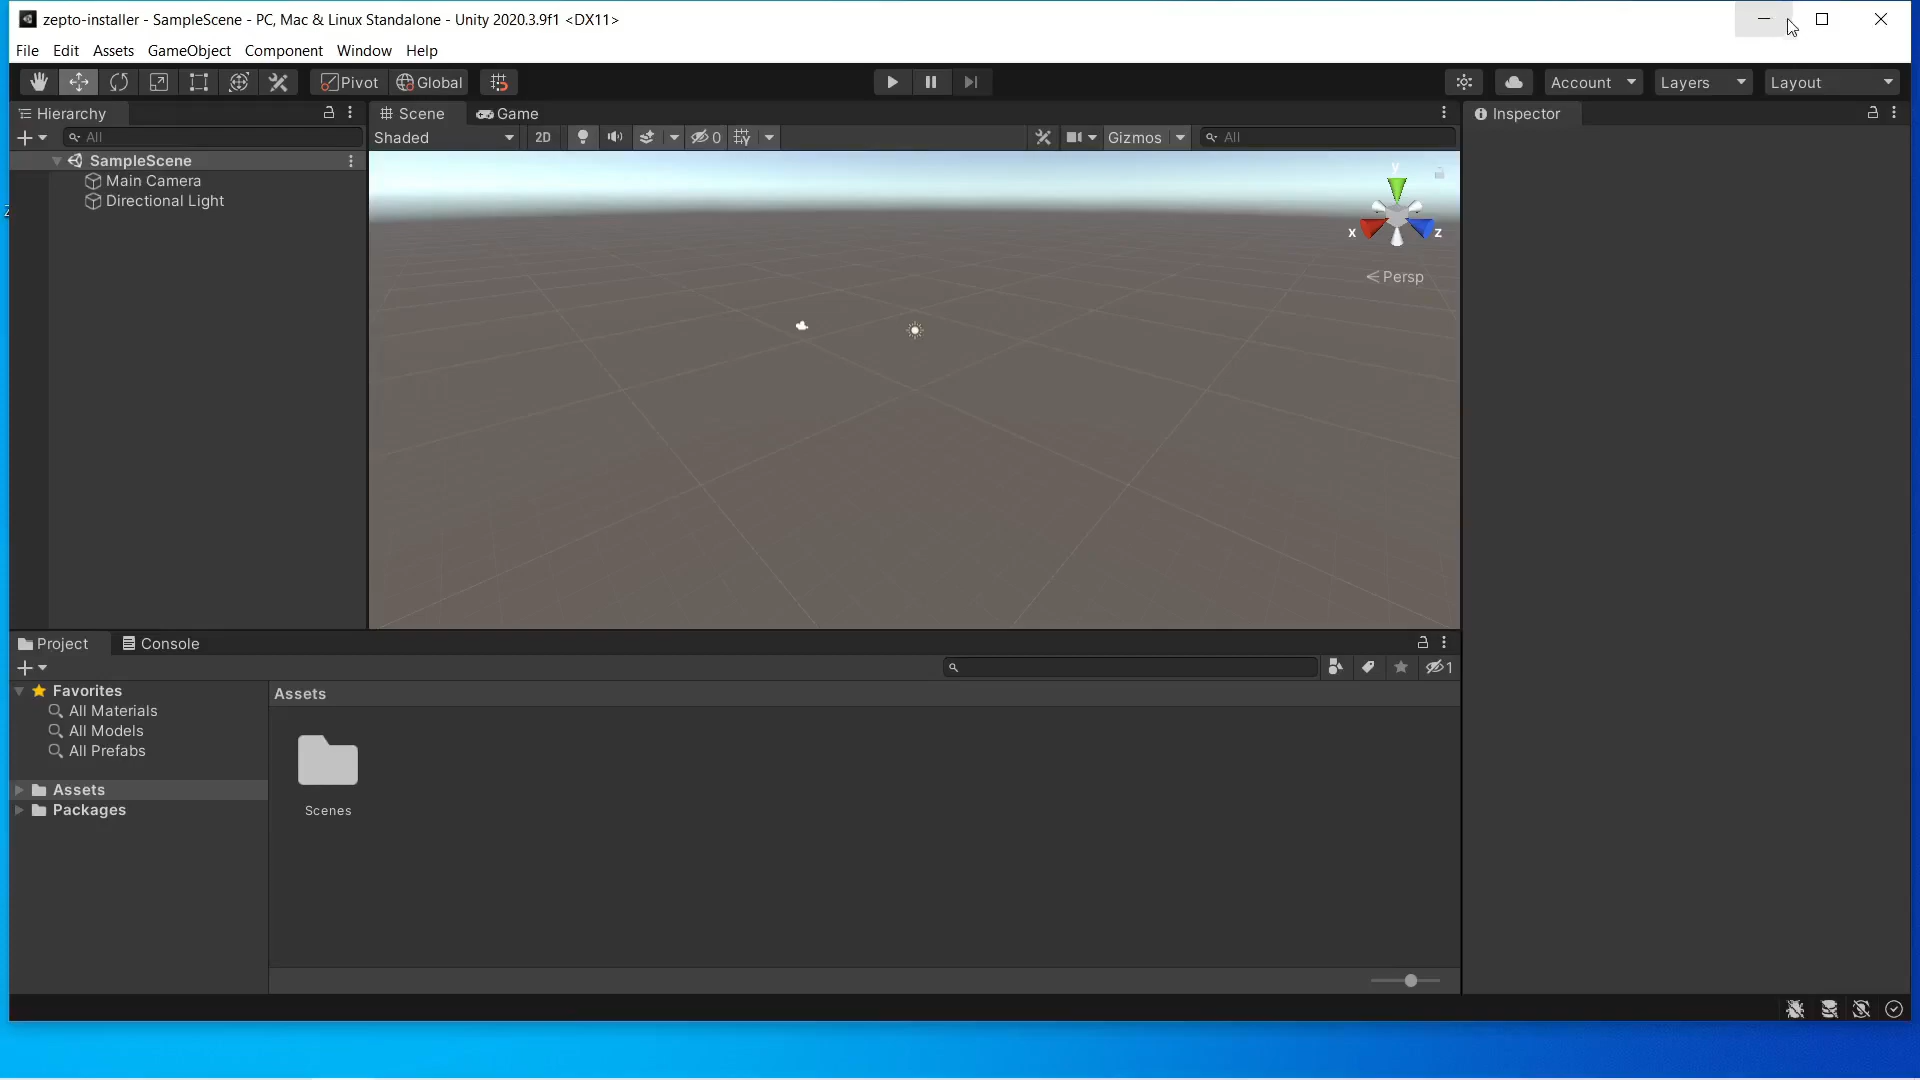 zepto-installer - SampleScene - PC, Mac & Linux Standalone - Unity 2020.3.9f1 <DX11>
File Edit Assets GameObject Component Window Help
Pivot Global Account Layers Layout
Hierarchy Scene Game Inspector
All Shaded 2D 0 Gizmos All
SampleScene
Main Camera
Directional Light
y
x z
Persp
Project Console
1
Favorites
All Materials
All Models
All Prefabs
Assets
Packages
Assets
Scenes